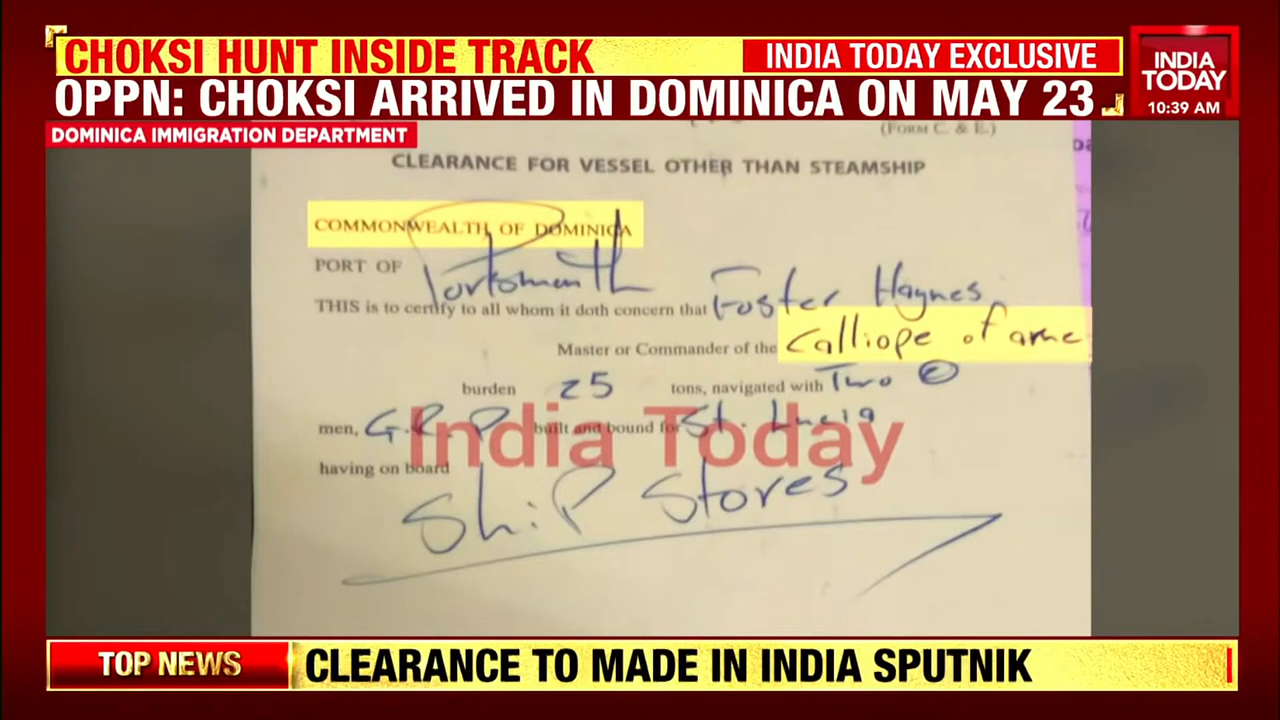 CHOKSI HUNT INSIDE TRACK
INDIA TODAY EXCLUSIVE
INDIA TODAY
10:39 AM
OPPN: CHOKSI ARRIVED IN DOMINICA ON MAY 23
DOMINICA IMMIGRATION DEPARTMENT
(FORM C. & E.)
CLEARANCE FOR VESSEL OTHER THAN STEAMSHIP
COMMONWEALTH OF DOMINICA
PORT OF Portsmouth
THIS is to certify to all whom it doth concern that Foster Haynes
Master or Commander of the Calliope of arne
burden 25 tons, navigated with Two 2
men, G.R.P built and bound for St. Lucia
India Today
having on board
Ship Stores
TOP NEWS
CLEARANCE TO MADE IN INDIA SPUTNIK